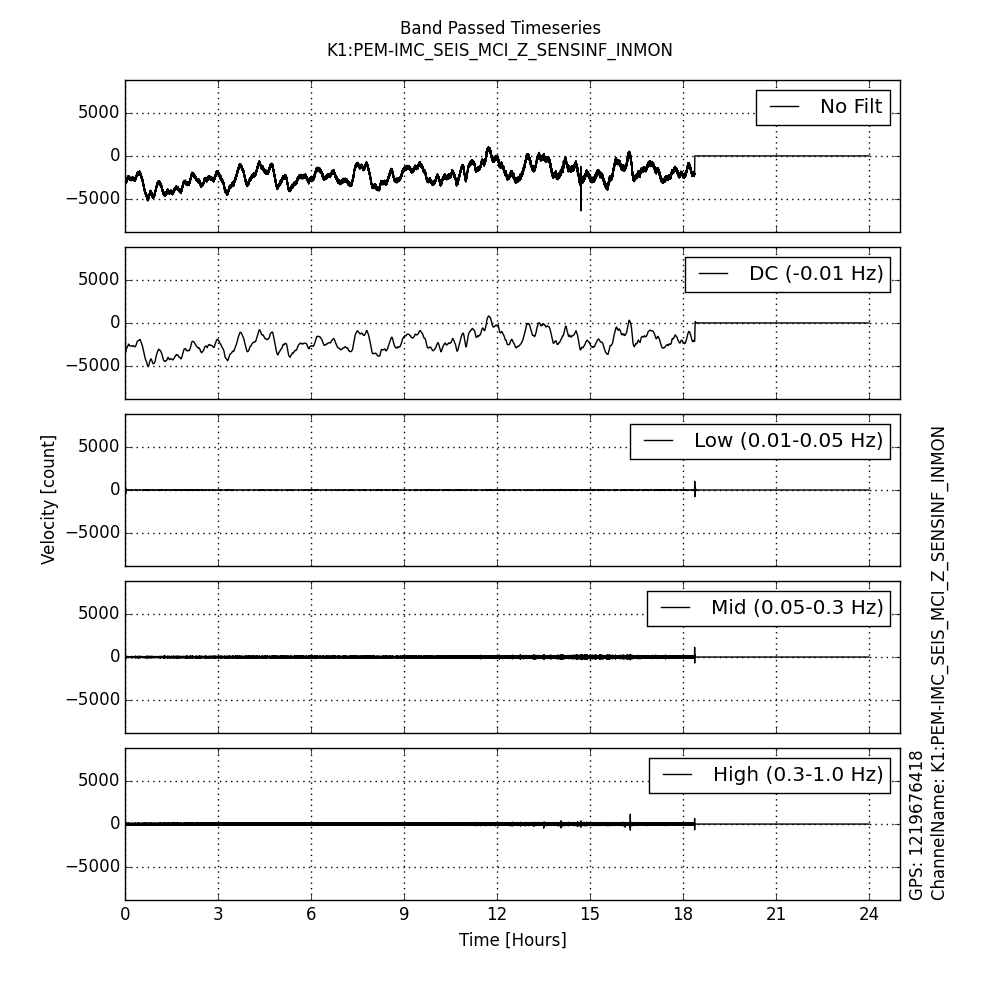 Band Passed Timeseries
K1:PEM-IMC_SEIS_MCI_Z_SENSINF_INMON
5000
0
−5000
No Filt
5000
0
−5000
DC (-0.01 Hz)
5000
0
−5000
Low (0.01-0.05 Hz)
5000
0
−5000
Mid (0.05-0.3 Hz)
5000
0
−5000
High (0.3-1.0 Hz)
0 3 6 9 12 15 18 21 24
Time [Hours]
Velocity [count]
GPS: 1219676418
ChannelName: K1:PEM-IMC_SEIS_MCI_Z_SENSINF_INMON